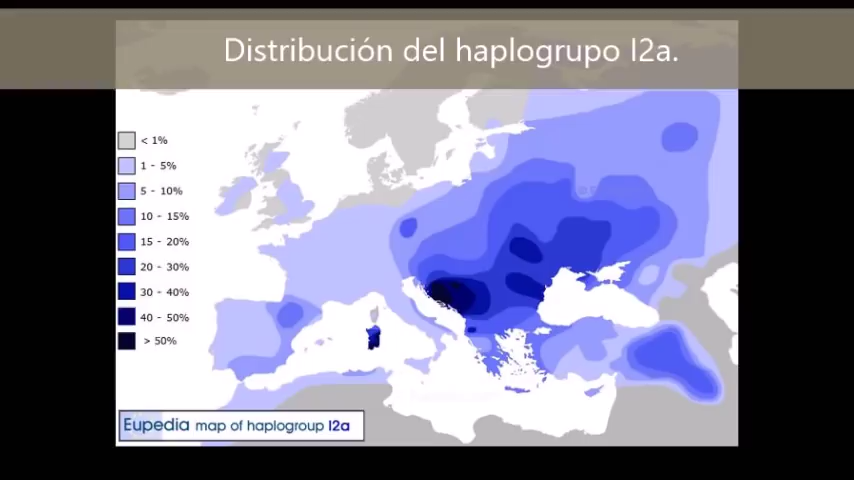 Distribución del haplogrupo I2a.
< 1%
1 - 5%
5 - 10%
10 - 15%
15 - 20%
20 - 30%
30 - 40%
40 - 50%
> 50%
Eupedia map of haplogroup I2a